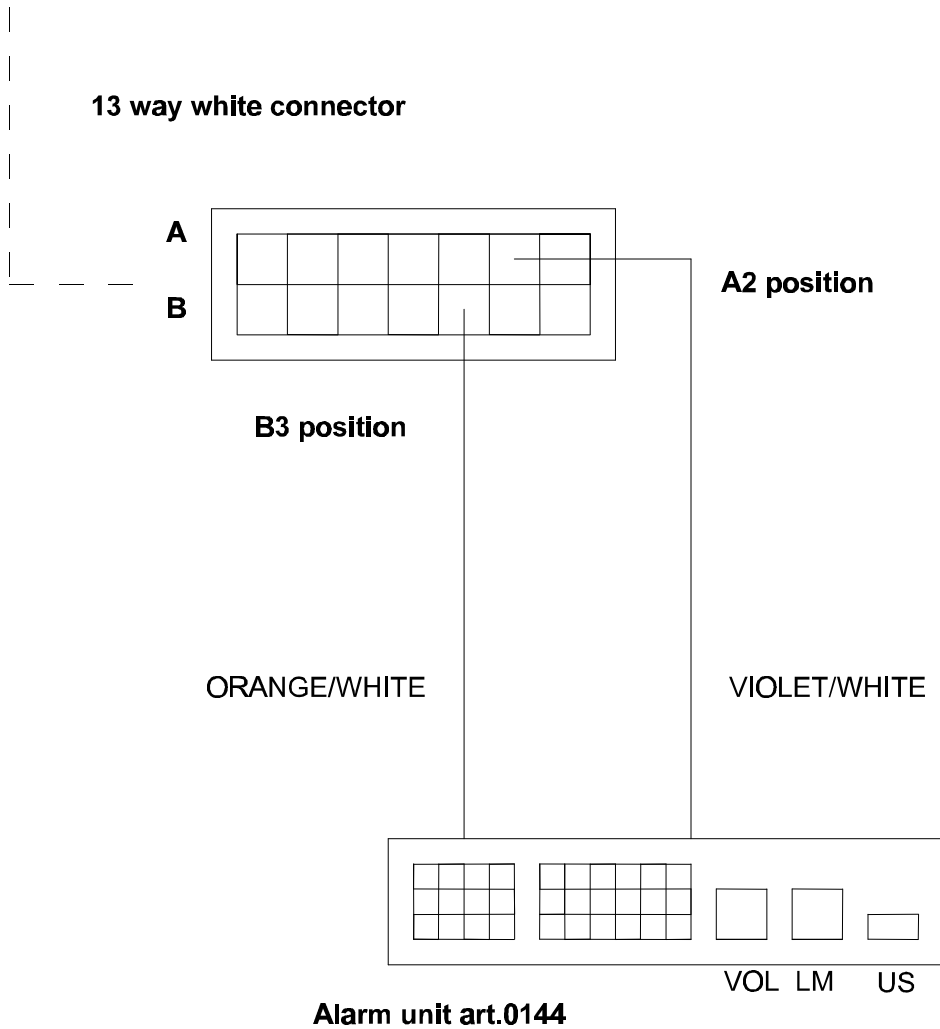 13 way white connector
A
A2 position
B
B3 position
ORANGE/WHITE
VIOLET/WHITE
VOL LM US
Alarm unit art.0144